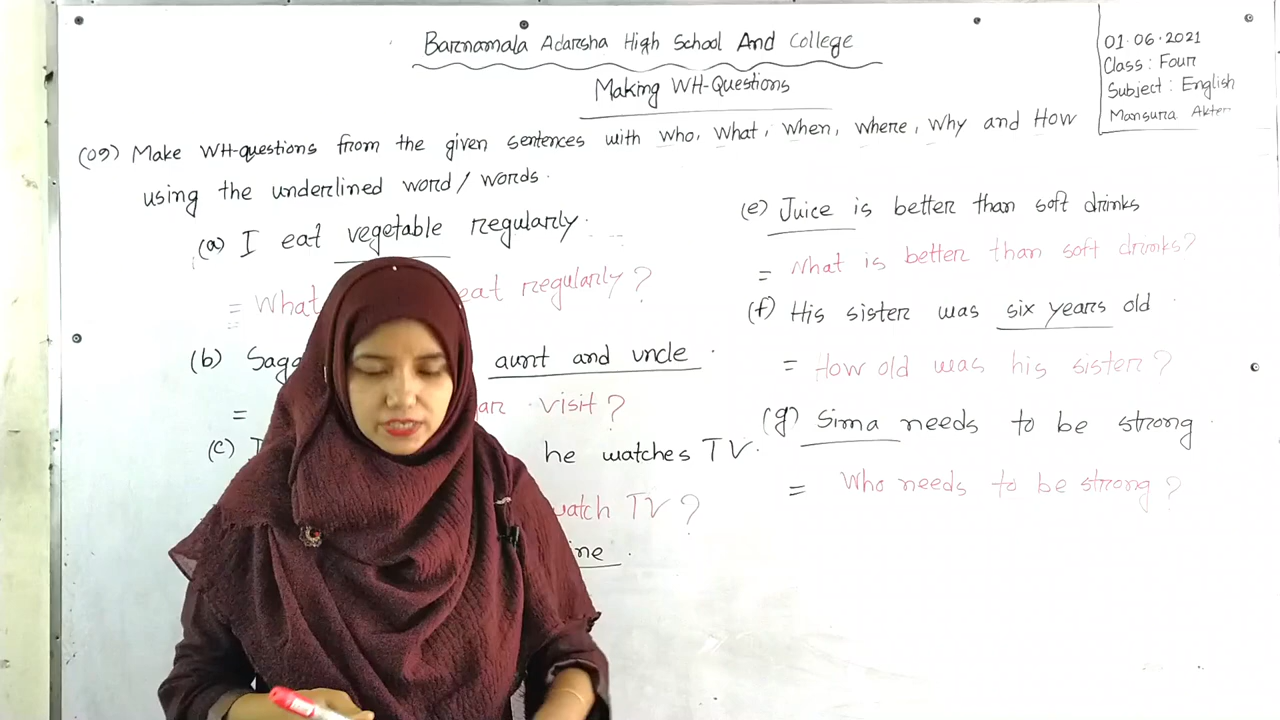 Barnamala Adarsha High School And College
Making WH-Questions
01.06.2021
Class : Four
Subject : English
Mansura Akter
(09) Make WH-questions from the given sentences with who, What, When, Where, Why and How
using the underlined word/words.
(a) I eat vegetable regularly.
= What eat regularly?
(b) aunt and uncle.
= visit?
(c) he watches TV.
watch TV?
(e) Juice is better than soft drinks
= What is better than soft drinks?
(f) His sister was six years old
= How old was his sister?
(g) Sima needs to be strong
= Who needs to be strong?